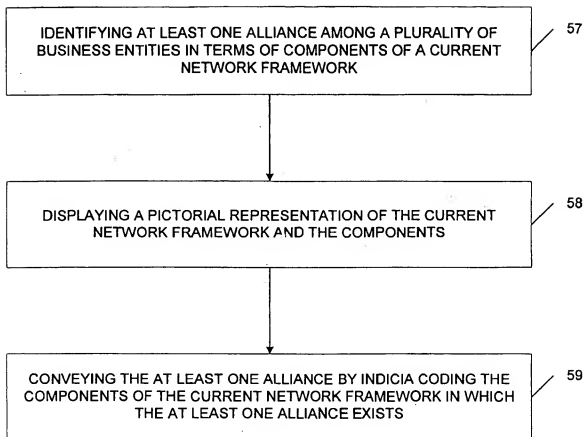 IDENTIFYING AT LEAST ONE ALLIANCE AMONG A PLURALITY OF
BUSINESS ENTITIES IN TERMS OF COMPONENTS OF A CURRENT
NETWORK FRAMEWORK
57
DISPLAYING A PICTORIAL REPRESENTATION OF THE CURRENT
NETWORK FRAMEWORK AND THE COMPONENTS
58
CONVEYING THE AT LEAST ONE ALLIANCE BY INDICIA CODING THE
COMPONENTS OF THE CURRENT NETWORK FRAMEWORK IN WHICH
THE AT LEAST ONE ALLIANCE EXISTS
59